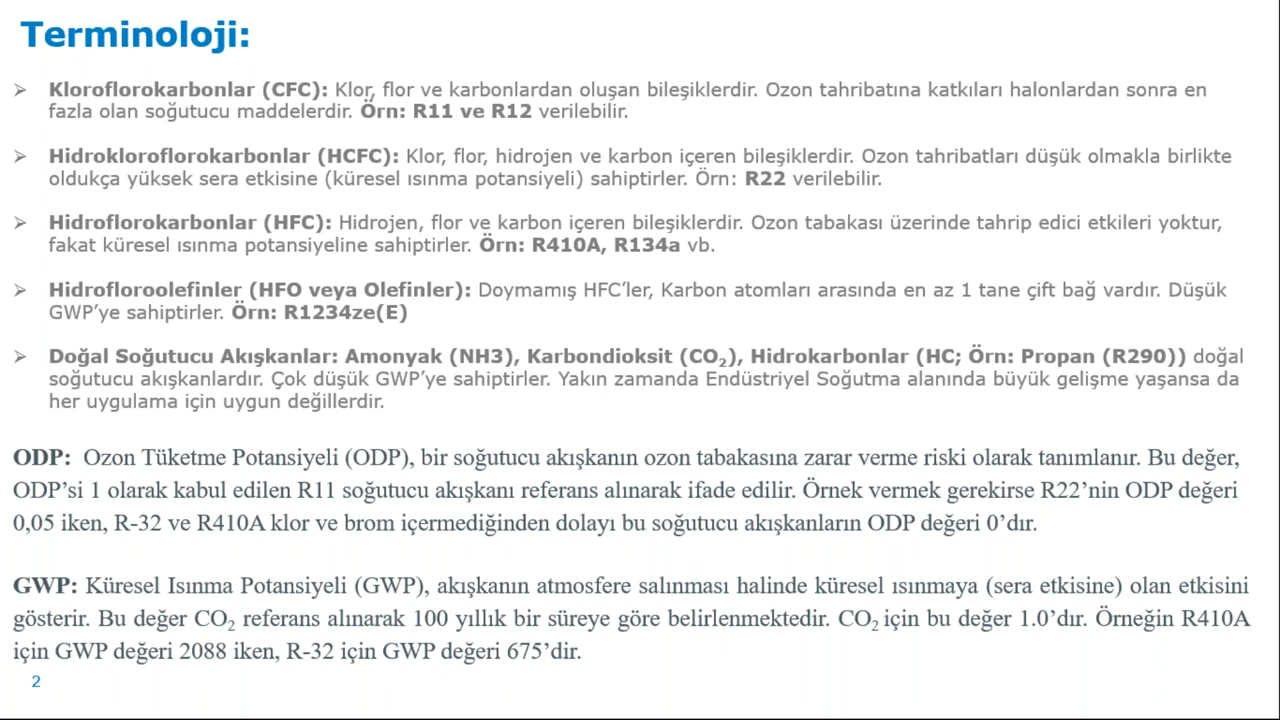 Terminoloji:
➢ Kloroflorokarbonlar (CFC): Klor, flor ve karbonlardan oluşan bileşiklerdir. Ozon tahribatına katkıları halonlardan sonra en
fazla olan soğutucu maddelerdir. Örn: R11 ve R12 verilebilir.
➢ Hidrokloroflorokarbonlar (HCFC): Klor, flor, hidrojen ve karbon içeren bileşiklerdir. Ozon tahribatları düşük olmakla birlikte
oldukça yüksek sera etkisine (küresel ısınma potansiyeli) sahiptirler. Örn: R22 verilebilir.
➢ Hidroflorokarbonlar (HFC): Hidrojen, flor ve karbon içeren bileşiklerdir. Ozon tabakası üzerinde tahrip edici etkileri yoktur,
fakat küresel ısınma potansiyeline sahiptirler. Örn: R410A, R134a vb.
➢ Hidrofloroolefinler (HFO veya Olefinler): Doymamış HFC’ler, Karbon atomları arasında en az 1 tane çift bağ vardır. Düşük
GWP’ye sahiptirler. Örn: R1234ze(E)
➢ Doğal Soğutucu Akışkanlar: Amonyak (NH3), Karbondioksit (CO₂), Hidrokarbonlar (HC; Örn: Propan (R290)) doğal
soğutucu akışkanlardır. Çok düşük GWP’ye sahiptirler. Yakın zamanda Endüstriyel Soğutma alanında büyük gelişme yaşansa da
her uygulama için uygun değillerdir.
ODP: Ozon Tüketme Potansiyeli (ODP), bir soğutucu akışkanın ozon tabakasına zarar verme riski olarak tanımlanır. Bu değer,
ODP’si 1 olarak kabul edilen R11 soğutucu akışkanı referans alınarak ifade edilir. Örnek vermek gerekirse R22’nin ODP değeri
0,05 iken, R-32 ve R410A klor ve brom içermediğinden dolayı bu soğutucu akışkanların ODP değeri 0’dır.
GWP: Küresel Isınma Potansiyeli (GWP), akışkanın atmosfere salınması halinde küresel ısınmaya (sera etkisine) olan etkisini
gösterir. Bu değer CO₂ referans alınarak 100 yıllık bir süreye göre belirlenmektedir. CO₂ için bu değer 1.0’dır. Örneğin R410A
için GWP değeri 2088 iken, R-32 için GWP değeri 675’dir.
2